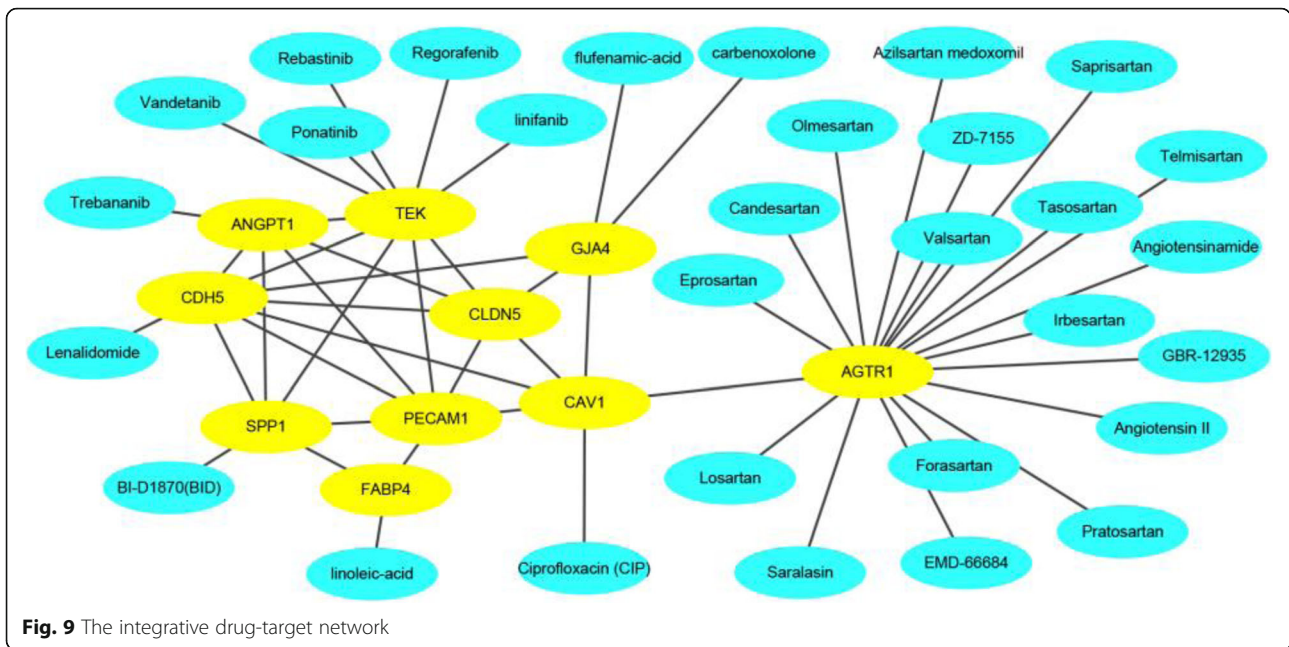 Rebastinib
Regorafenib
flufenamic-acid
carbenoxolone
Azilsartan medoxomil
Saprisartan
Vandetanib
Ponatinib
linifanib
Olmesartan
ZD-7155
Telmisartan
Trebananib
ANGPT1
TEK
GJA4
Candesartan
Valsartan
Tasosartan
Angiotensinamide
CDH5
CLDN5
Eprosartan
Irbesartan
Lenalidomide
AGTR1
GBR-12935
SPP1
PECAM1
CAV1
Angiotensin II
BI-D1870(BID)
FABP4
Losartan
Forasartan
Pratosartan
linoleic-acid
Ciprofloxacin (CIP)
Saralasin
EMD-66684
Fig. 9 The integrative drug-target network